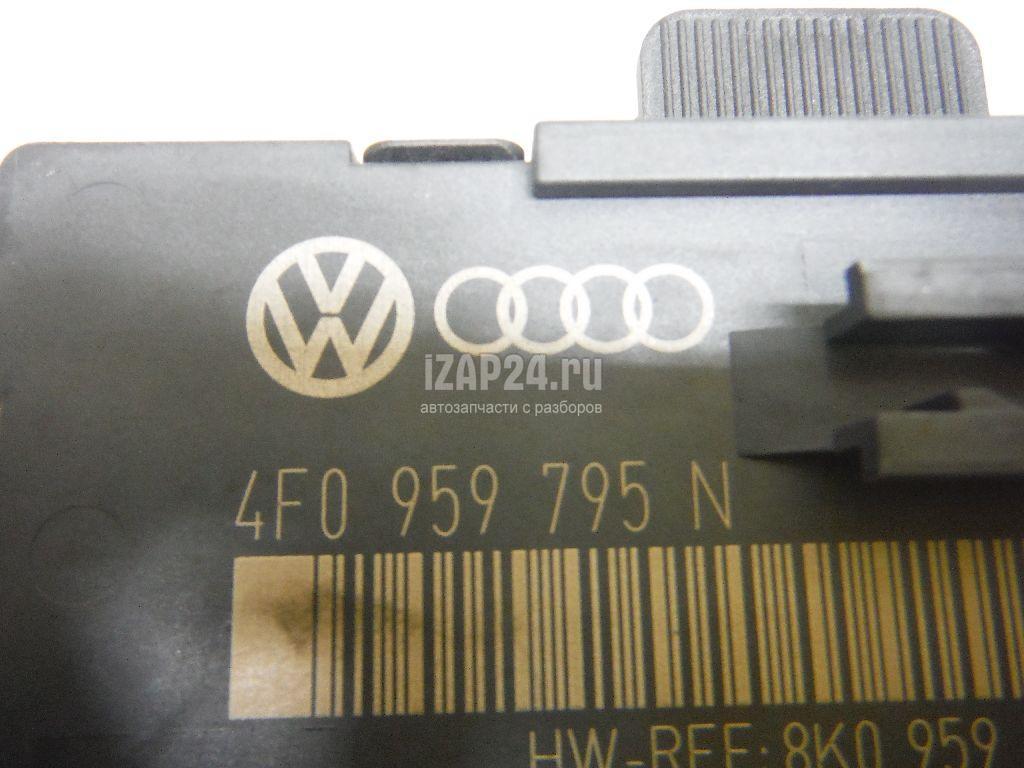 iZAP24.ru
автозапчасти с разборов
4F0 959 795 N
HW-REF: 8K0 959